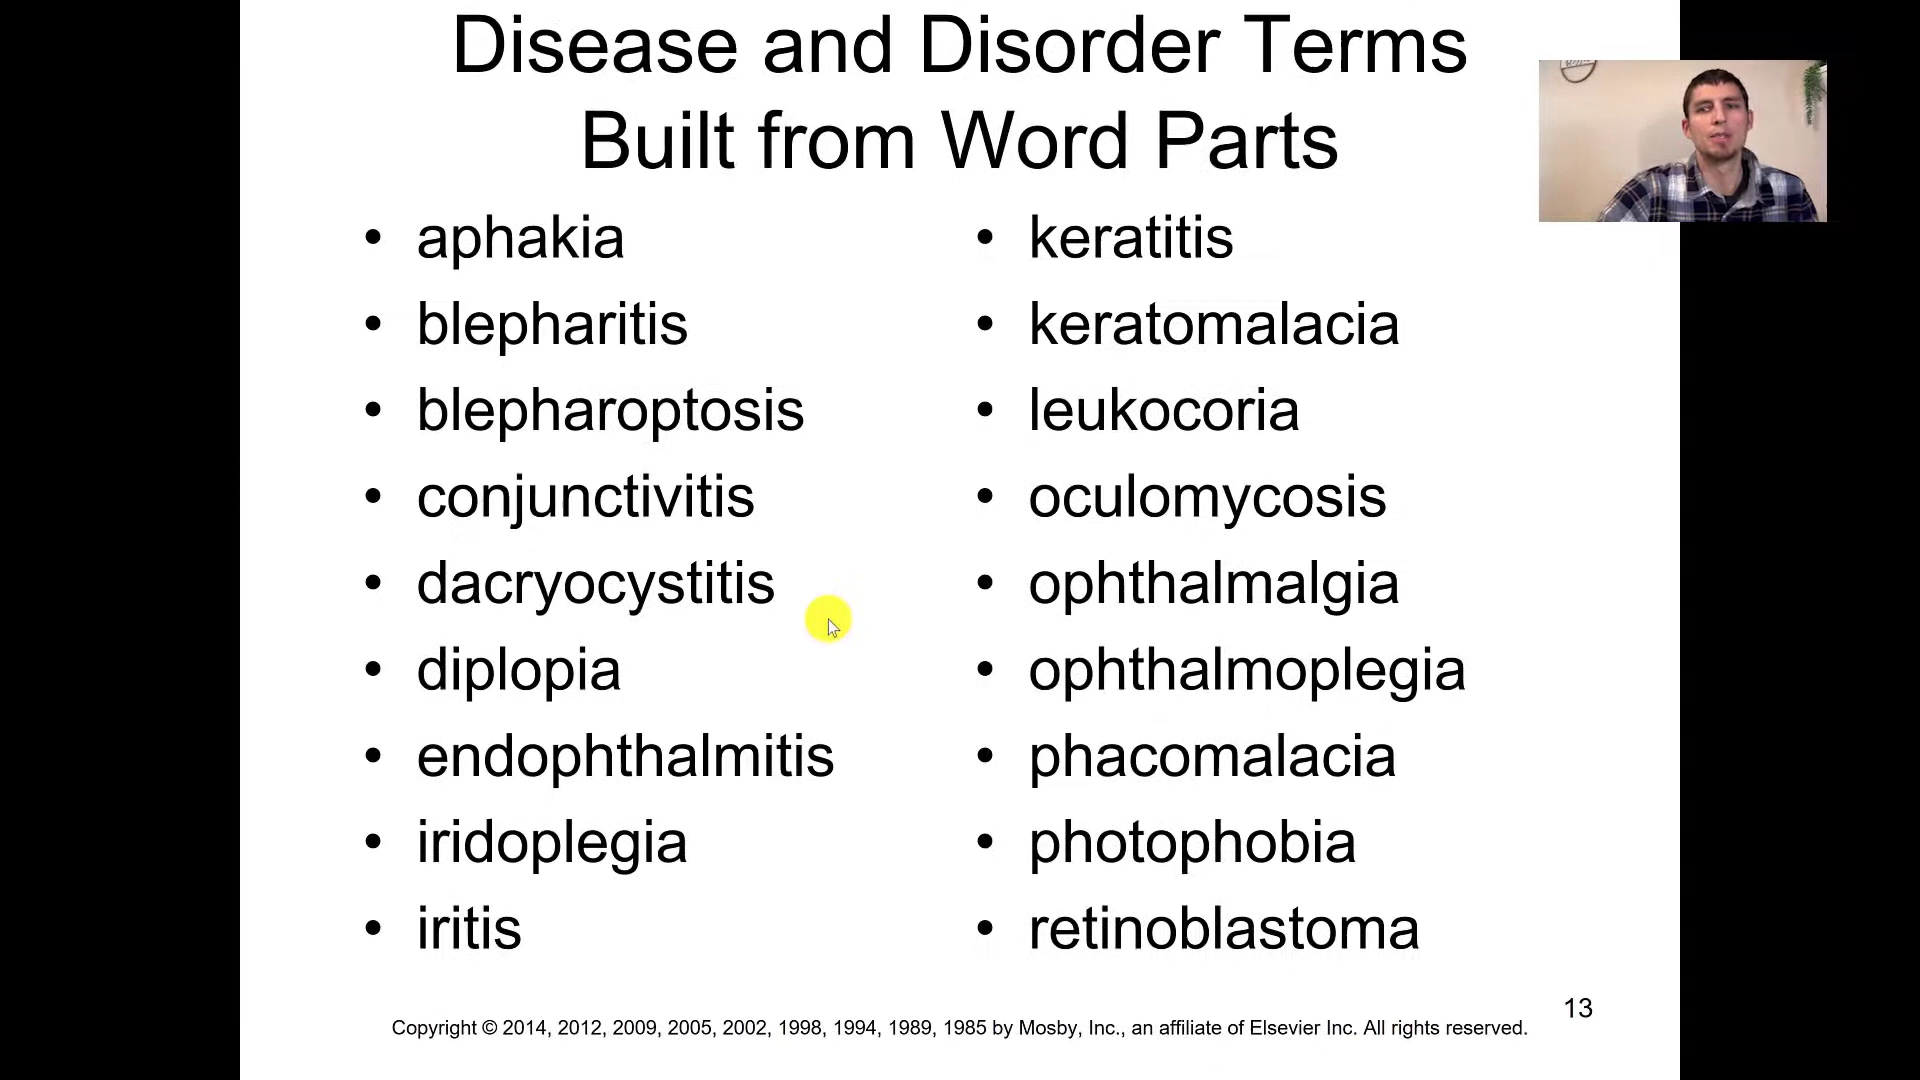 Disease and Disorder Terms
Built from Word Parts
• aphakia
• blepharitis
• blepharoptosis
• conjunctivitis
• dacryocystitis
• diplopia
• endophthalmitis
• iridoplegia
• iritis
• keratitis
• keratomalacia
• leukocoria
• oculomycosis
• ophthalmalgia
• ophthalmoplegia
• phacomalacia
• photophobia
• retinoblastoma
13
Copyright © 2014, 2012, 2009, 2005, 2002, 1998, 1994, 1989, 1985 by Mosby, Inc., an affiliate of Elsevier Inc. All rights reserved.